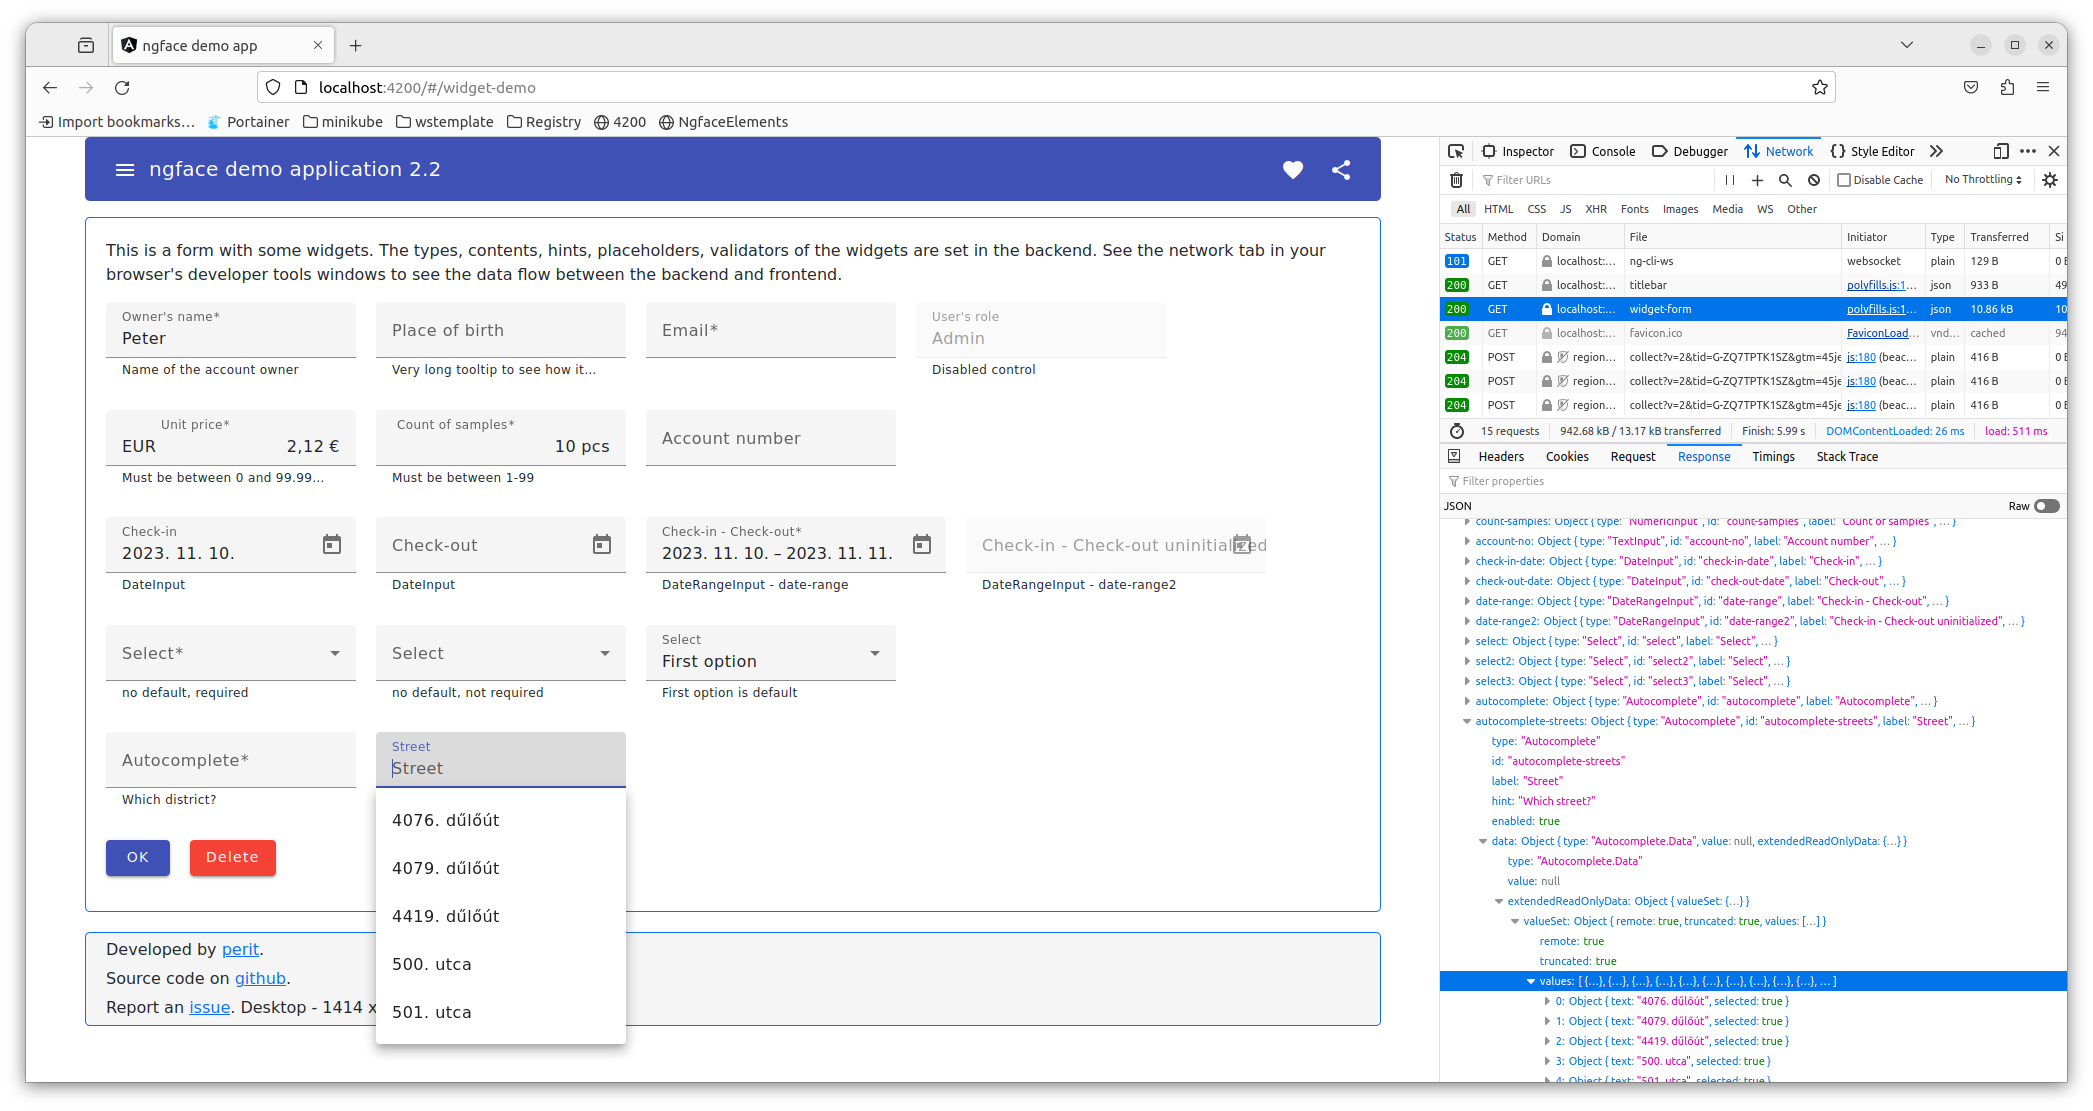 ngface demo app
localhost:4200/#/widget-demo
Import bookmarks...
Portainer
minikube
wstemplate
Registry
4200
NgfaceElements
ngface demo application 2.2
This is a form with some widgets. The types, contents, hints, placeholders, validators of the widgets are set in the backend. See the network tab in your
browser's developer tools windows to see the data flow between the backend and frontend.
Owner's name*
Peter
Name of the account owner
Place of birth
Very long tooltip to see how it...
Email*
User's role
Admin
Disabled control
Unit price*
EUR 2,12 €
Must be between 0 and 99.99...
Count of samples*
10 pcs
Must be between 1-99
Account number
Check-in
2023. 11. 10.
DateInput
Check-out
DateInput
Check-in - Check-out*
2023. 11. 10. – 2023. 11. 11.
DateRangeInput - date-range
Check-in - Check-out uninitialized
DateRangeInput - date-range2
Select*
no default, required
Select
no default, not required
Select
First option
First option is default
Autocomplete*
Which district?
Street
Street
4076. dűlőút
4079. dűlőút
4419. dűlőút
500. utca
501. utca
OK
Delete
Developed by perit.
Source code on github.
Report an issue. Desktop - 1414 x
Inspector
Console
Debugger
Network
Style Editor
Filter URLs
Disable Cache
No Throttling
All HTML CSS JS XHR Fonts Images Media WS Other
Status Method Domain File Initiator Type Transferred Si
101 GET localhost:... ng-cli-ws websocket plain 129 B 0 B
200 GET localhost:... titlebar polyfills.js:1... json 933 B 49
200 GET localhost:... widget-form polyfills.js:1... json 10.86 kB 10
200 GET localhost:... favicon.ico FaviconLoad... vnd... cached 94
204 POST region... collect?v=2&tid=G-ZQ7TPTK1SZ&gtm=45je js:180 (beac... plain 416 B 0 B
204 POST region... collect?v=2&tid=G-ZQ7TPTK1SZ&gtm=45je js:180 (beac... plain 416 B 0 B
204 POST region... collect?v=2&tid=G-ZQ7TPTK1SZ&gtm=45je js:180 (beac... plain 416 B 0 B
15 requests 942.68 kB / 13.17 kB transferred Finish: 5.99 s DOMContentLoaded: 26 ms load: 511 ms
Headers Cookies Request Response Timings Stack Trace
Filter properties
JSON Raw
count-samples: Object { type: "NumericInput", id: "count-samples", label: "Count of samples", ... }
account-no: Object { type: "TextInput", id: "account-no", label: "Account number", ... }
check-in-date: Object { type: "DateInput", id: "check-in-date", label: "Check-in", ... }
check-out-date: Object { type: "DateInput", id: "check-out-date", label: "Check-out", ... }
date-range: Object { type: "DateRangeInput", id: "date-range", label: "Check-in - Check-out", ... }
date-range2: Object { type: "DateRangeInput", id: "date-range2", label: "Check-in - Check-out uninitialized", ... }
select: Object { type: "Select", id: "select", label: "Select", ... }
select2: Object { type: "Select", id: "select2", label: "Select", ... }
select3: Object { type: "Select", id: "select3", label: "Select", ... }
autocomplete: Object { type: "Autocomplete", id: "autocomplete", label: "Autocomplete", ... }
autocomplete-streets: Object { type: "Autocomplete", id: "autocomplete-streets", label: "Street", ... }
type: "Autocomplete"
id: "autocomplete-streets"
label: "Street"
hint: "Which street?"
enabled: true
data: Object { type: "Autocomplete.Data", value: null, extendedReadOnlyData: {...} }
type: "Autocomplete.Data"
value: null
extendedReadOnlyData: Object { valueSet: {...} }
valueSet: Object { remote: true, truncated: true, values: [...] }
remote: true
truncated: true
values: [ {...}, {...}, {...}, {...}, {...}, {...}, {...}, {...}, {...}, {...}, ... ]
0: Object { text: "4076. dűlőút", selected: true }
1: Object { text: "4079. dűlőút", selected: true }
2: Object { text: "4419. dűlőút", selected: true }
3: Object { text: "500. utca", selected: true }
4: Object { text: "501. utca", selected: true }